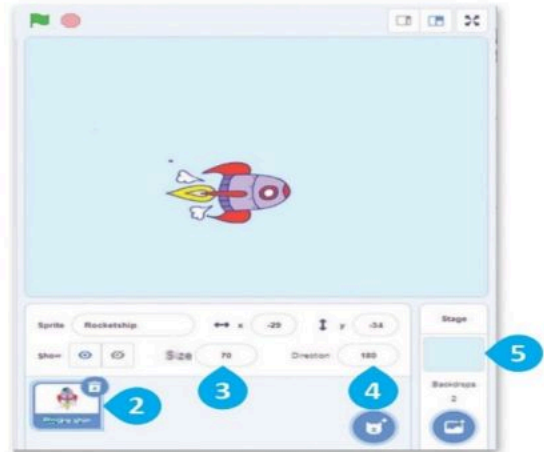 Stage
Sprite Rocketship x -29 y -34
Show Size 70 Direction 180
5
2
3
4
Backdrops
2